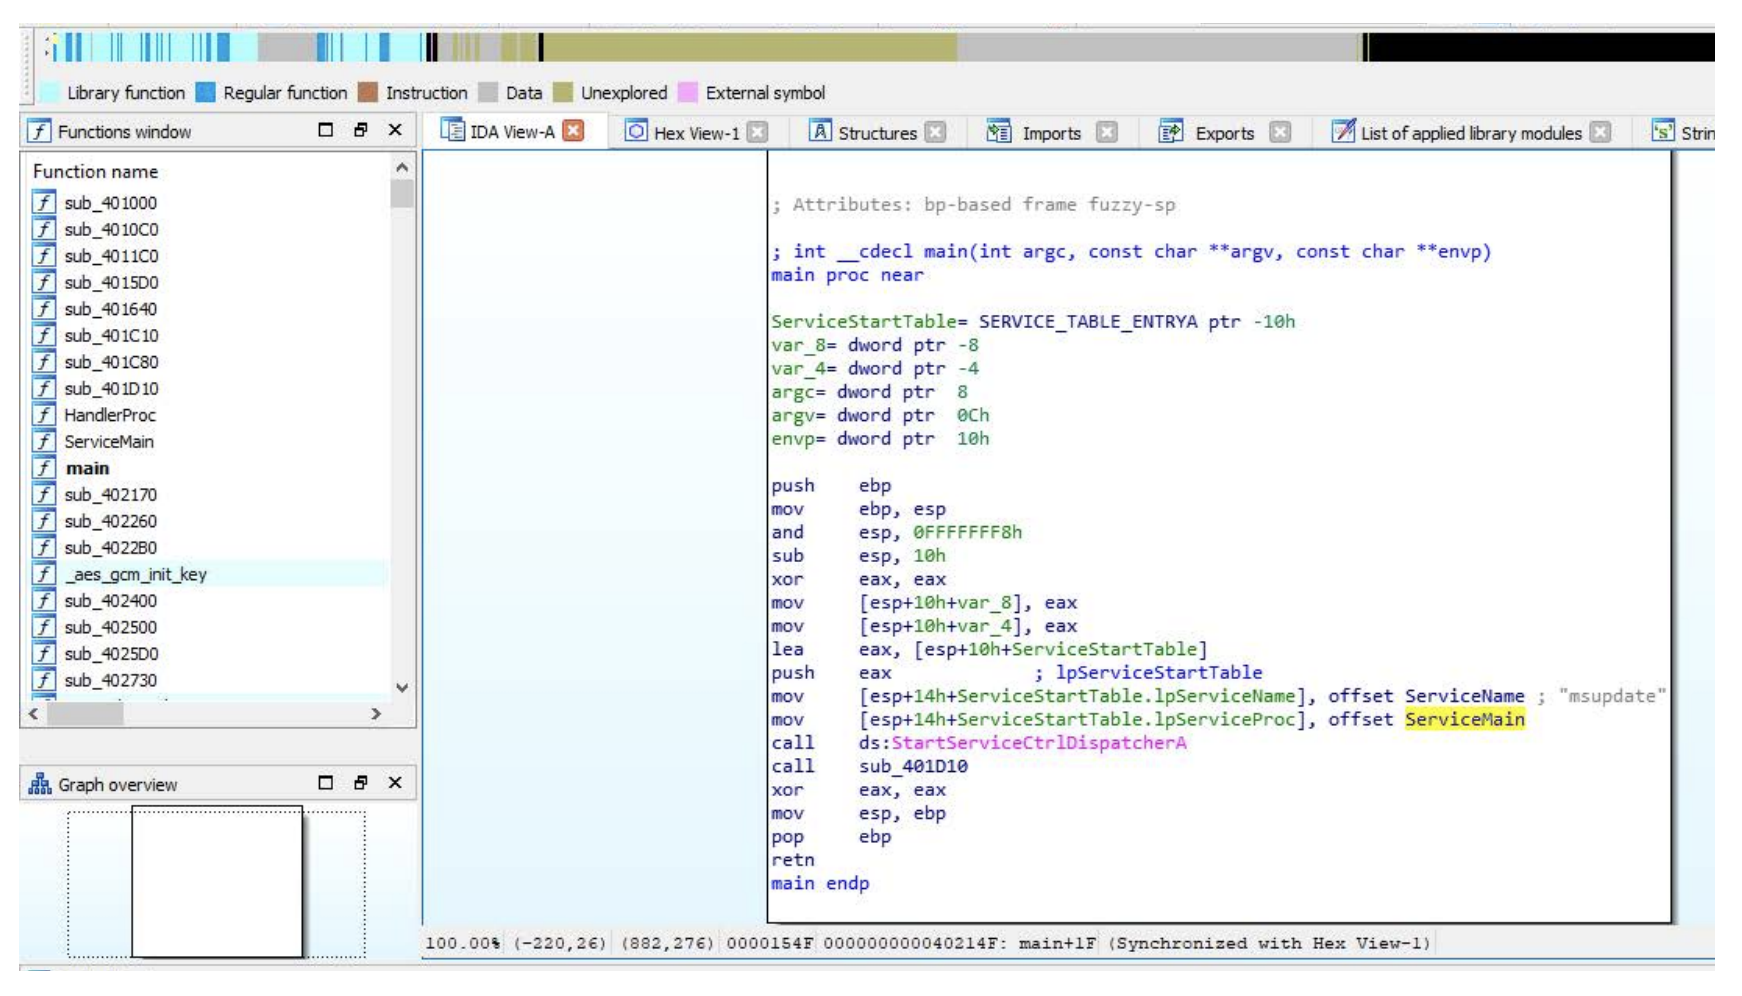 Library function Regular function Instruction Data Unexplored External symbol
Functions window
IDA View-A Hex View-1 Structures Imports Exports List of applied library modules Strin
Function name
sub_401000
sub_4010C0
sub_4011C0
sub_4015D0
sub_401640
sub_401C10
sub_401C80
sub_401D10
HandlerProc
ServiceMain
main
sub_402170
sub_402260
sub_4022B0
_aes_gcm_init_key
sub_402400
sub_402500
sub_4025D0
sub_402730
Graph overview
; Attributes: bp-based frame fuzzy-sp
; int __cdecl main(int argc, const char **argv, const char **envp)
main proc near
ServiceStartTable= SERVICE_TABLE_ENTRYA ptr -10h
var_8= dword ptr -8
var_4= dword ptr -4
argc= dword ptr  8
argv= dword ptr  0Ch
envp= dword ptr  10h
push    ebp
mov     ebp, esp
and     esp, 0FFFFFFF8h
sub     esp, 10h
xor     eax, eax
mov     [esp+10h+var_8], eax
mov     [esp+10h+var_4], eax
lea     eax, [esp+10h+ServiceStartTable]
push    eax             ; lpServiceStartTable
mov     [esp+14h+ServiceStartTable.lpServiceName], offset ServiceName ; "msupdate"
mov     [esp+14h+ServiceStartTable.lpServiceProc], offset ServiceMain
call    ds:StartServiceCtrlDispatcherA
call    sub_401D10
xor     eax, eax
mov     esp, ebp
pop     ebp
retn
main endp
100.00% (-220,26) (882,276) 0000154F 000000000040214F: main+1F (Synchronized with Hex View-1)